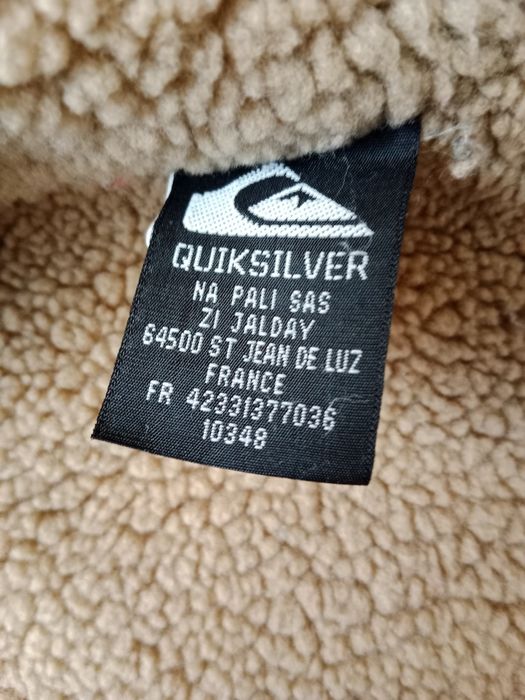 QUIKSILVER
NA PALI SAS
ZI JALDAY
64500 ST JEAN DE LUZ
FRANCE
FR 42331377036
10348